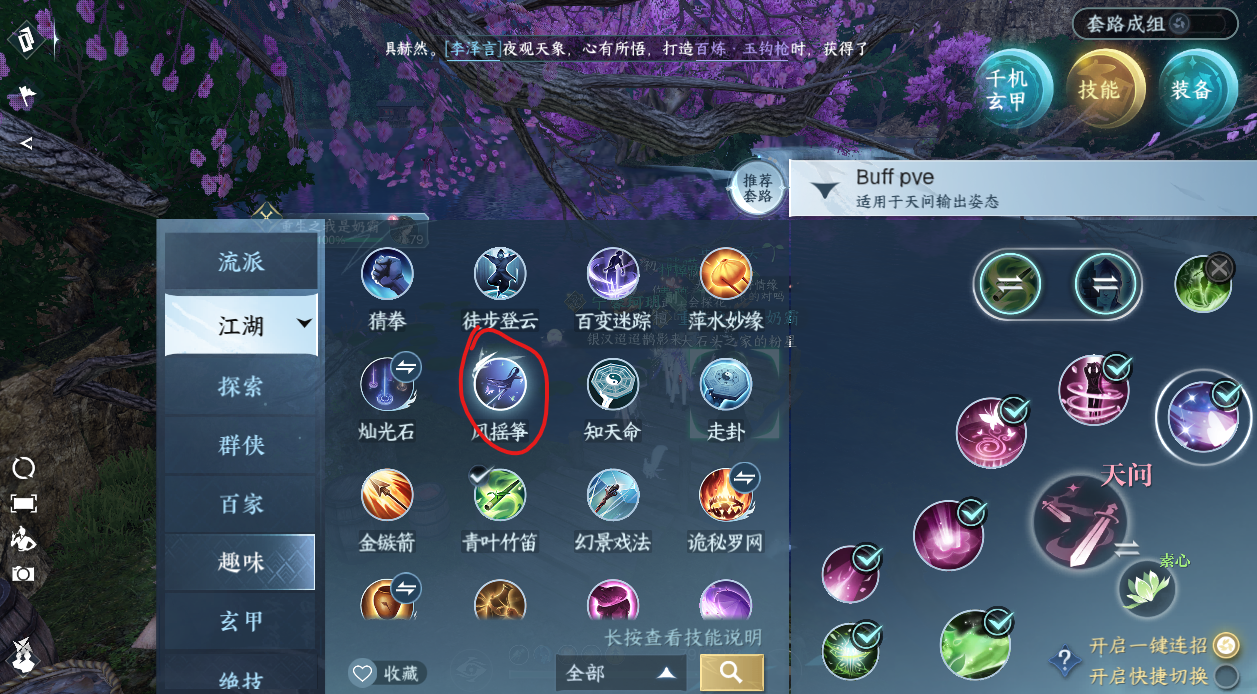 套路成组
具赫然。[李泽言]夜观天象，心有所悟，打造百炼·玉钩枪时，获得了
千机
玄甲
技能
装备
推荐
套路
Buff pve
适用于天问输出姿态
流派
江湖
探索
群侠
百家
趣味
玄甲
绝技
猜拳
徒步登云
百变迷踪
萍水妙缘
灿光石
风摇筝
知天命
走卦
金镞箭
青叶竹笛
幻景戏法
诡秘罗网
长按查看技能说明
收藏
全部
天问
素心
?
开启一键连招
开启快捷切换